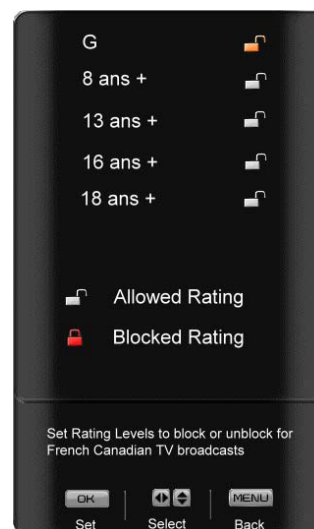 G
8 ans +
13 ans +
16 ans +
18 ans +
Allowed Rating
Blocked Rating
Set Rating Levels to block or unblock for
French Canadian TV broadcasts
OK MENU
Set Select Back